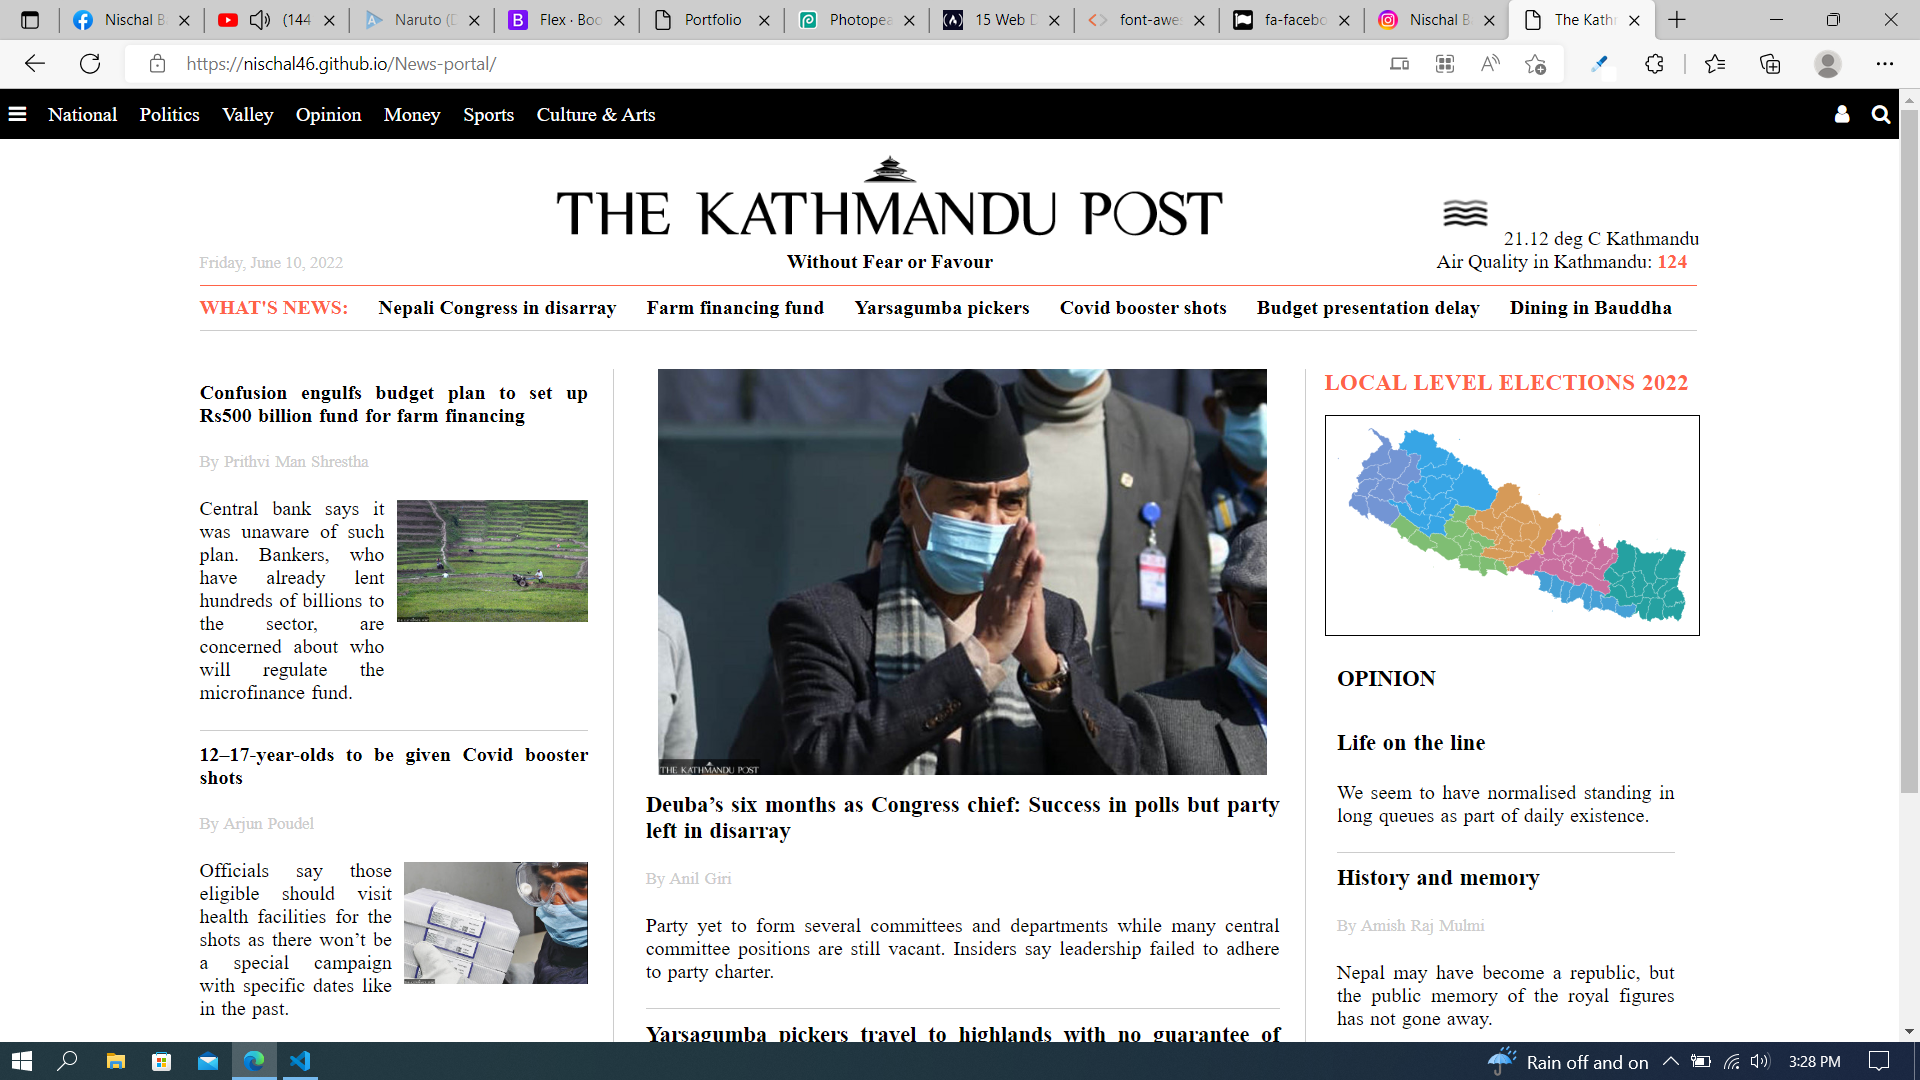 Nischal B
(144
Naruto (D
Flex · Boo
Portfolio
Photopea
15 Web D
font-awes
fa-facebo
Nischal B
The Kathm
https://nischal46.github.io/News-portal/
National Politics Valley Opinion Money Sports Culture & Arts
THE KATHMANDU POST
21.12 deg C Kathmandu
Friday, June 10, 2022
Without Fear or Favour
Air Quality in Kathmandu: 124
WHAT'S NEWS: Nepali Congress in disarray Farm financing fund Yarsagumba pickers Covid booster shots Budget presentation delay Dining in Bauddha
Confusion engulfs budget plan to set up
Rs500 billion fund for farm financing
By Prithvi Man Shrestha
Central bank says it
was unaware of such
plan. Bankers, who
have already lent
hundreds of billions to
the sector, are
concerned about who
will regulate the
microfinance fund.
12–17-year-olds to be given Covid booster
shots
By Arjun Poudel
Officials say those
eligible should visit
health facilities for the
shots as there won’t be
a special campaign
with specific dates like
in the past.
THE KATHMANDU POST
Deuba’s six months as Congress chief: Success in polls but party
left in disarray
By Anil Giri
Party yet to form several committees and departments while many central
committee positions are still vacant. Insiders say leadership failed to adhere
to party charter.
Yarsagumba pickers travel to highlands with no guarantee of
LOCAL LEVEL ELECTIONS 2022
OPINION
Life on the line
We seem to have normalised standing in
long queues as part of daily existence.
History and memory
By Amish Raj Mulmi
Nepal may have become a republic, but
the public memory of the royal figures
has not gone away.
Rain off and on
3:28 PM